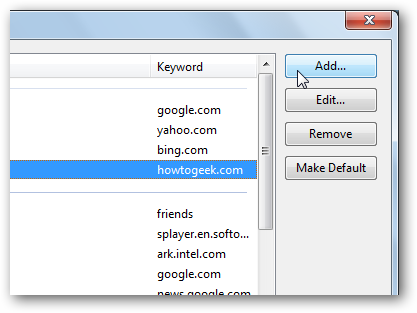 Keyword
Add...
google.com
Edit...
yahoo.com
Remove
bing.com
howtogeek.com
Make Default
friends
splayer.en.softo...
ark.intel.com
google.com
news.google.com